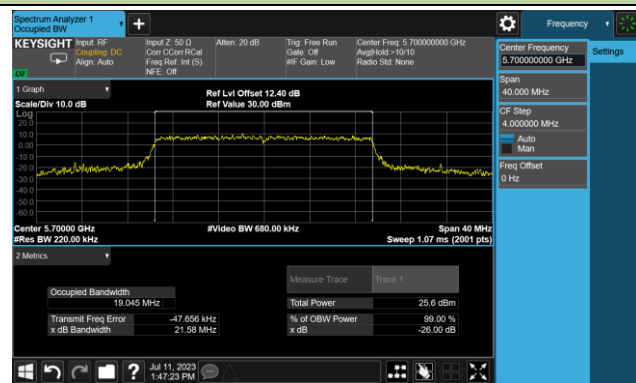 Spectrum Analyzer 1
Occupied BW
+
Frequency
KEYSIGHT
Input: RF
Coupling: DC
Align: Auto
Input Z: 50 Ω
Corr CCorr RCal
Freq Ref: Int (S)
NFE: Off
Atten: 20 dB
Trig: Free Run
Gate: Off
#IF Gain: Low
Center Freq: 5.700000000 GHz
Avg|Hold:>10/10
Radio Std: None
Center Frequency
5.700000000 GHz
Settings
Span
40.000 MHz
CF Step
4.000000 MHz
Auto
Man
Freq Offset
0 Hz
1 Graph
Scale/Div 10.0 dB
Ref Lvl Offset 12.40 dB
Ref Value 30.00 dBm
Log
20.0
10.0
0.00
-10.0
-20.0
-30.0
-40.0
-50.0
-60.0
Center 5.70000 GHz
#Res BW 220.00 kHz
#Video BW 680.00 kHz
Span 40 MHz
Sweep 1.07 ms (2001 pts)
2 Metrics
Measure Trace
Trace 1
Occupied Bandwidth
19.045 MHz
Total Power
25.6 dBm
Transmit Freq Error
-47.656 kHz
% of OBW Power
99.00 %
x dB Bandwidth
21.58 MHz
x dB
-26.00 dB
?
Jul 11, 2023
1:47:23 PM